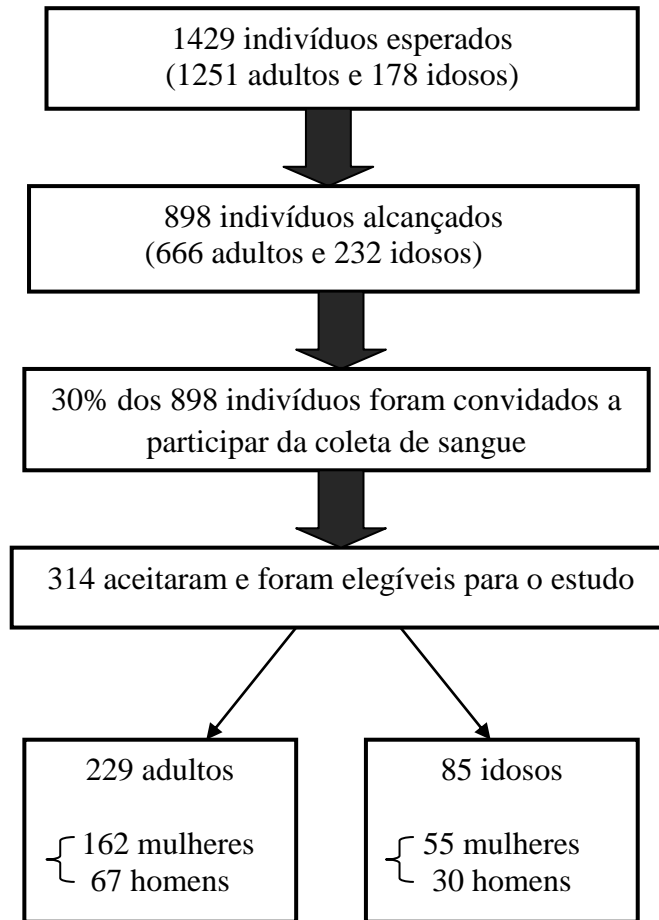 1429 indivíduos esperados
(1251 adultos e 178 idosos)
898 indivíduos alcançados
(666 adultos e 232 idosos)
30% dos 898 indivíduos foram convidados a
participar da coleta de sangue
314 aceitaram e foram elegíveis para o estudo
229 adultos
162 mulheres
67 homens
85 idosos
55 mulheres
30 homens